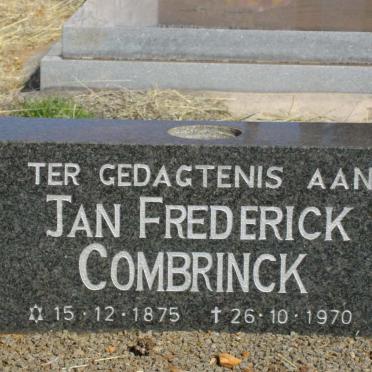 TER GEDAGTENIS AAN
JAN FREDERICK
COMBRINCK
✡ 15·12·1875 ✝ 26·10·1970